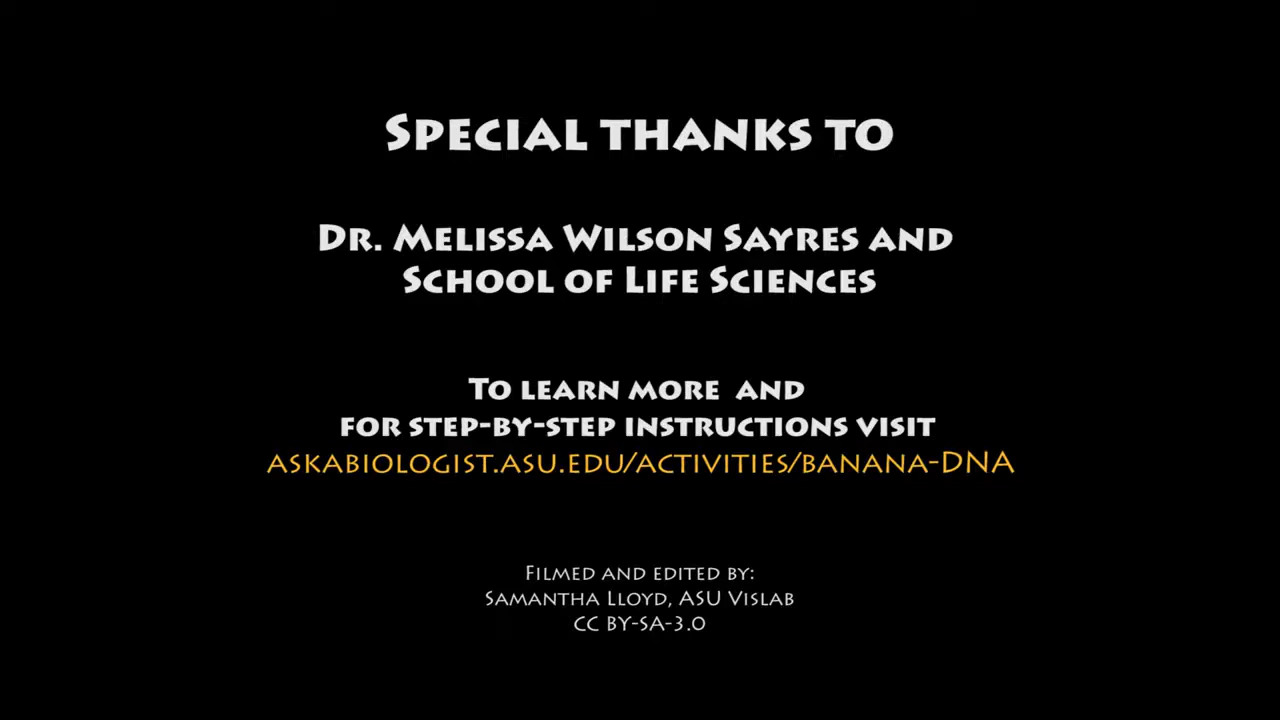 Special thanks to
Dr. Melissa Wilson Sayres and
School of Life Sciences
To learn more and
for step-by-step instructions visit
askabiologist.asu.edu/activities/banana-DNA
Filmed and edited by:
Samantha Lloyd, ASU Vislab
CC BY-SA-3.0